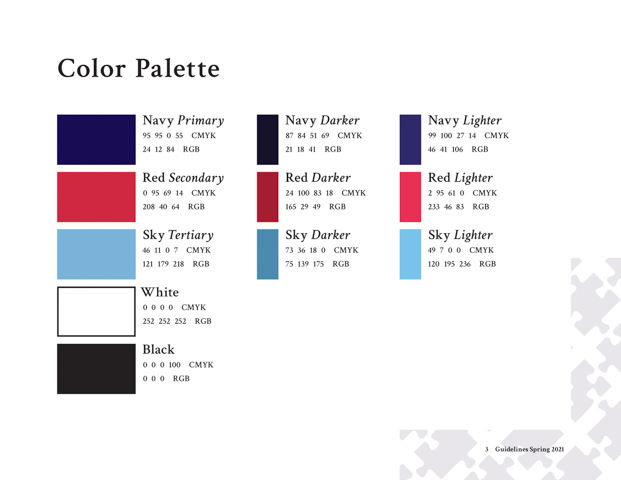 Color Palette
Navy Primary
95 95 0 55 CMYK
24 12 84 RGB
Navy Darker
87 84 51 69 CMYK
21 18 41 RGB
Navy Lighter
99 100 27 14 CMYK
46 41 106 RGB
Red Secondary
0 95 69 14 CMYK
208 40 64 RGB
Red Darker
24 100 83 18 CMYK
165 29 49 RGB
Red Lighter
2 95 61 0 CMYK
233 46 83 RGB
Sky Tertiary
46 11 0 7 CMYK
121 179 218 RGB
Sky Darker
73 36 18 0 CMYK
75 139 175 RGB
Sky Lighter
49 7 0 0 CMYK
120 195 236 RGB
White
0 0 0 0 CMYK
252 252 252 RGB
Black
0 0 0 100 CMYK
0 0 0 RGB
3 Guidelines Spring 2021